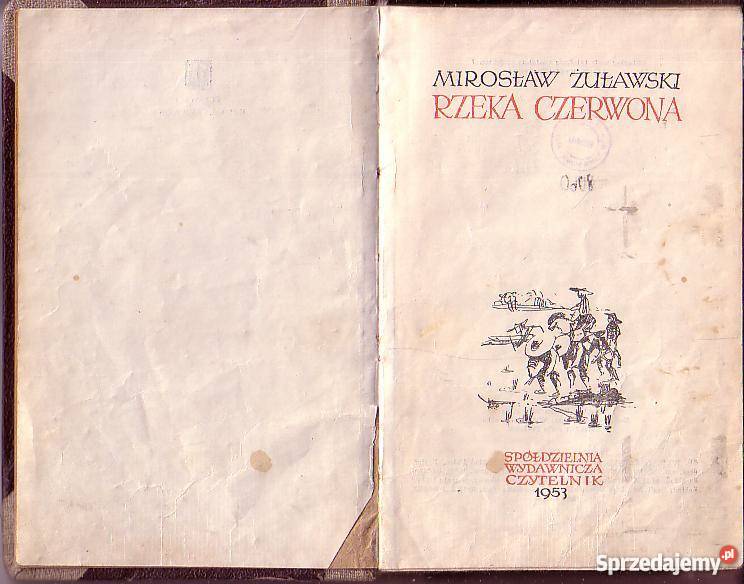 MIROSŁAW ŻUŁAWSKI
RZEKA CZERWONA
SPÓŁDZIELNIA
WYDAWNICZA
CZYTELNIK
1953
Sprzedajemy.pl